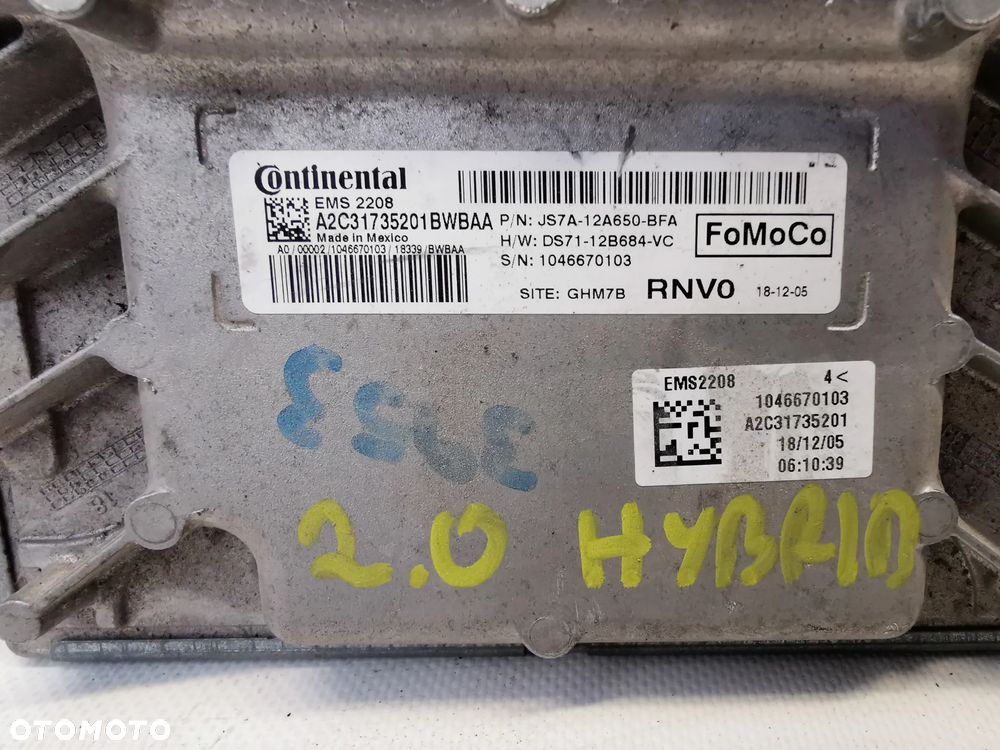 Continental
EMS 2208
A2C31735201BWBAA
Made in Mexico
A0 / 00002 / 1046670103 / 18339 / BWBAA
P/N: JS7A-12A650-BFA
H/W: DS71-12B684-VC
S/N: 1046670103
FoMoCo
SITE: GHM7B RNV0 18-12-05
EMS2208 4<
1046670103
A2C31735201
18/12/05
06:10:39
2.0 HYBRID
16
OTOMOTO